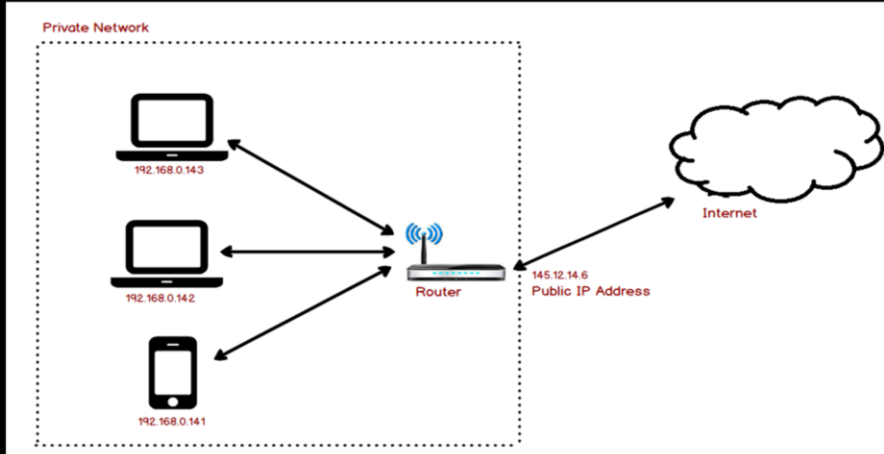 Private Network
192.168.0.143
192.168.0.142
192.168.0.141
Router
145.12.14.6
Public IP Address
Internet